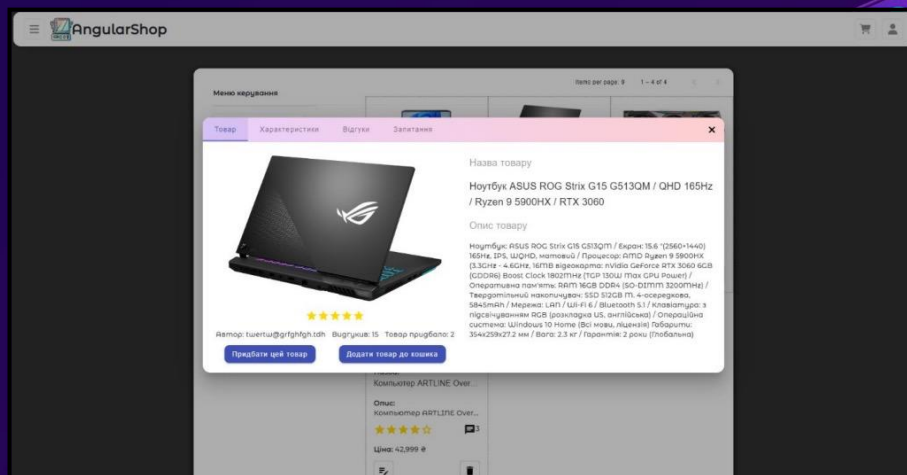 AngularShop
Items per page: 9 1 – 4 of 4
Меню керування
Товар Характеристики Відгуки Запитання
Назва товару
Ноутбук ASUS ROG Strix G15 G513QM / QHD 165Hz
/ Ryzen 9 5900HX / RTX 3060
Опис товару
Ноутбук: ASUS ROG Strix G15 G513QM / Екран: 15.6 "(2560×1440)
165Hz, IPS, WQHD, матовий / Процесор: AMD Ryzen 9 5900HX
(3.3GHz - 4.6GHz, 16MB відеокарта: nVidia GeForce RTX 3060 6GB
(GDDR6) Boost Clock 1802MHz (TGP 130W Max GPU Power) /
Оперативна пам'ять: RAM 16GB DDR4 (SO-DIMM 3200MHz) /
Твердотільний накопичувач: SSD 512GB M. 4-осередкова,
5845mAh / Мережа: LAN / Wi-Fi 6 / Bluetooth 5.1 / Клавіатура: з
підсвічуванням RGB (розкладка US, англійська) / Операційна
система: Windows 10 Home (Всі мови, ліцензія) Габарити:
354x259x27.2 мм / Вага: 2.3 кг / Гарантія: 2 роки (Глобальна)
Автор: twertw@grfghfgh.tdh Відгуків: 15 Товар придбало: 2
Придбати цей товар Додати товар до кошика
Компьютер ARTLINE Over...
Опис:
Компьютер ARTLINE Over...
3
Ціна: 42,999 ₴